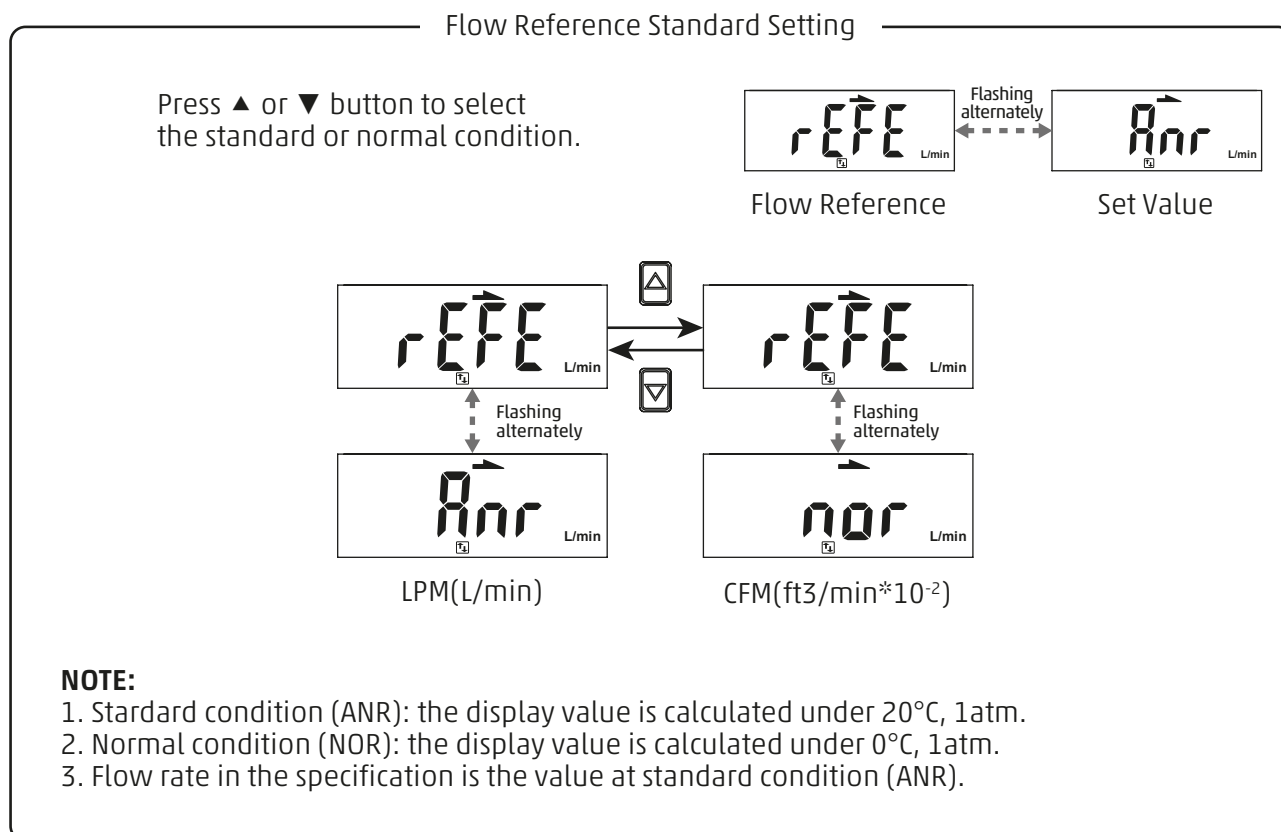 Flow Reference Standard Setting
Press ▲ or ▼ button to select
the standard or normal condition.
rEFE
L/min
Flashing
alternately
Anr
L/min
Flow Reference
Set Value
rEFE
L/min
rEFE
L/min
Flashing
alternately
Flashing
alternately
Anr
L/min
nor
L/min
LPM(L/min)
CFM(ft3/min*10⁻²)
NOTE:
1. Stardard condition (ANR): the display value is calculated under 20°C, 1atm.
2. Normal condition (NOR): the display value is calculated under 0°C, 1atm.
3. Flow rate in the specification is the value at standard condition (ANR).